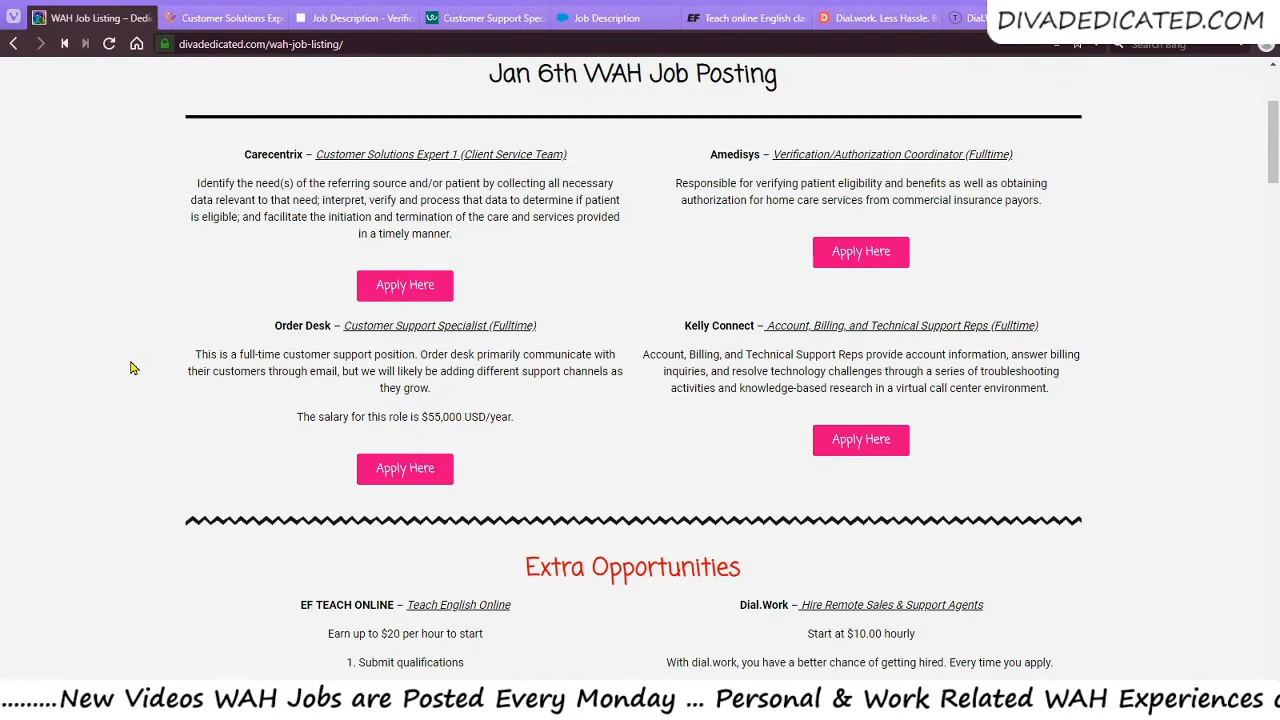 WAH Job Listing – Dedic
Customer Solutions Exp
Job Description - Verific
Customer Support Spec
Job Description
Teach online English cla
Dial.work. Less Hassle. B
DIVADEDICATED.COM
divadedicated.com/wah-job-listing/
Search Bing
Jan 6th WAH Job Posting
Carecentrix – Customer Solutions Expert 1 (Client Service Team)
Identify the need(s) of the referring source and/or patient by collecting all necessary
data relevant to that need; interpret, verify and process that data to determine if patient
is eligible; and facilitate the initiation and termination of the care and services provided
in a timely manner.
Apply Here
Amedisys – Verification/Authorization Coordinator (Fulltime)
Responsible for verifying patient eligibility and benefits as well as obtaining
authorization for home care services from commercial insurance payors.
Apply Here
Order Desk – Customer Support Specialist (Fulltime)
This is a full-time customer support position. Order desk primarily communicate with
their customers through email, but we will likely be adding different support channels as
they grow.
The salary for this role is $55,000 USD/year.
Apply Here
Kelly Connect – Account, Billing, and Technical Support Reps (Fulltime)
Account, Billing, and Technical Support Reps provide account information, answer billing
inquiries, and resolve technology challenges through a series of troubleshooting
activities and knowledge-based research in a virtual call center environment.
Apply Here
Extra Opportunities
EF TEACH ONLINE – Teach English Online
Earn up to $20 per hour to start
1. Submit qualifications
Dial.Work – Hire Remote Sales & Support Agents
Start at $10.00 hourly
With dial.work, you have a better chance of getting hired. Every time you apply.
..........New Videos WAH Jobs are Posted Every Monday ... Personal & Work Related WAH Experiences